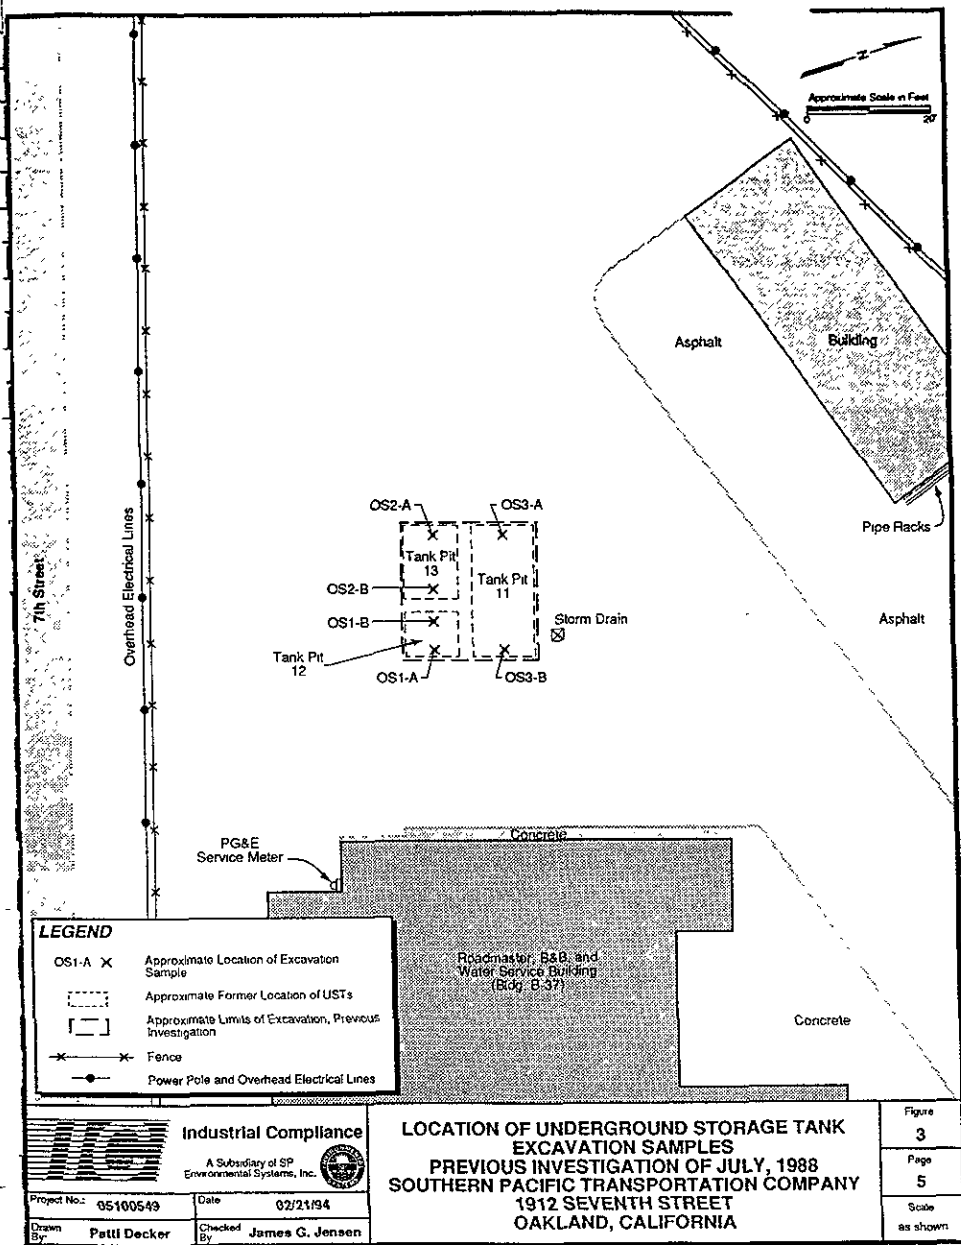 N
Approximate Scale in Feet
0 20'
Asphalt
Building
Pipe Racks
Asphalt
7th Street
Overhead Electrical Lines
OS2-A
OS3-A
Tank Pit
13
Tank Pit
11
OS2-B
OS1-B
Storm Drain
Tank Pit
12
OS1-A
OS3-B
Concrete
PG&E
Service Meter
Roadmaster, B&B, and
Water Service Building
(Bldg. B-37)
Concrete
LEGEND
OS1-A X Approximate Location of Excavation
Sample
Approximate Former Location of USTs
Approximate Limits of Excavation, Previous
Investigation
Fence
Power Pole and Overhead Electrical Lines
Industrial Compliance
A Subsidiary of SP
Environmental Systems, Inc.
Project No.: 05100549
Date 02/21/94
Drawn
By: Patti Decker
Checked
By James G. Jensen
LOCATION OF UNDERGROUND STORAGE TANK
EXCAVATION SAMPLES
PREVIOUS INVESTIGATION OF JULY, 1988
SOUTHERN PACIFIC TRANSPORTATION COMPANY
1912 SEVENTH STREET
OAKLAND, CALIFORNIA
Figure
3
Page
5
Scale
as shown